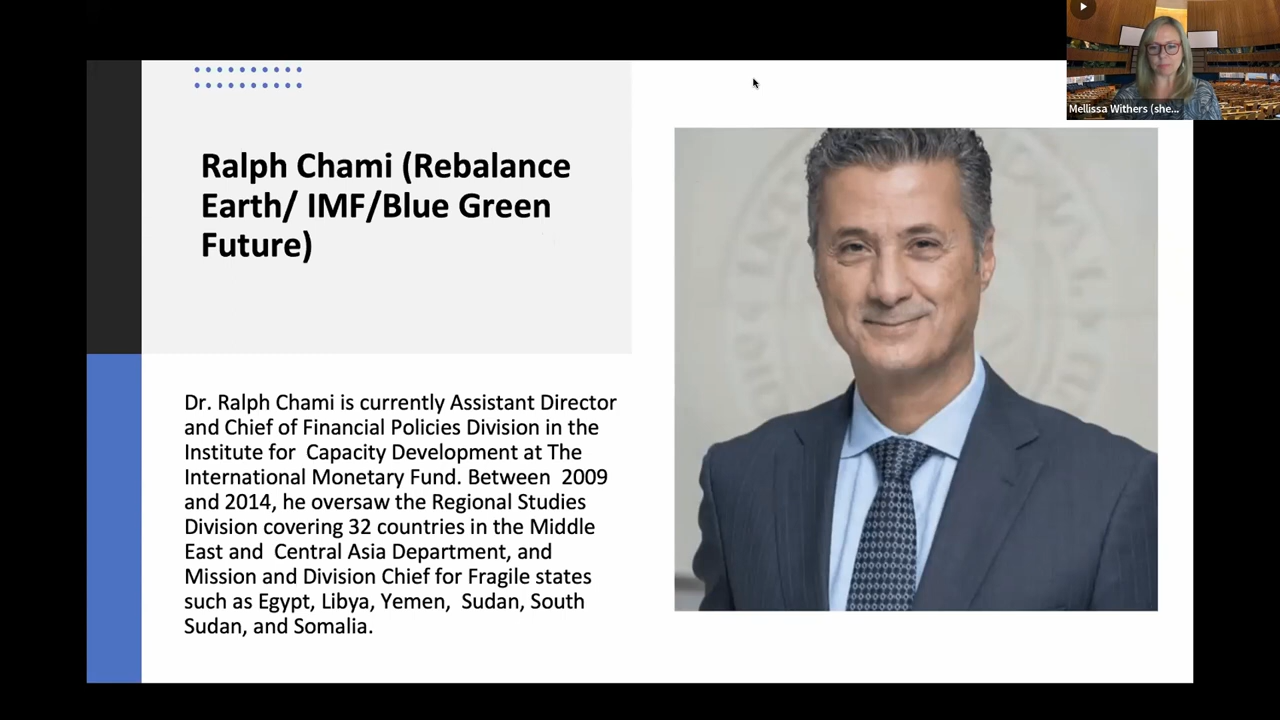 Mellissa Withers (she...
Ralph Chami (Rebalance
Earth/ IMF/Blue Green
Future)
Dr. Ralph Chami is currently Assistant Director
and Chief of Financial Policies Division in the
Institute for  Capacity Development at The
International Monetary Fund. Between  2009
and 2014, he oversaw the Regional Studies
Division covering 32 countries in the Middle
East and  Central Asia Department, and
Mission and Division Chief for Fragile states
such as Egypt, Libya, Yemen,  Sudan, South
Sudan, and Somalia.